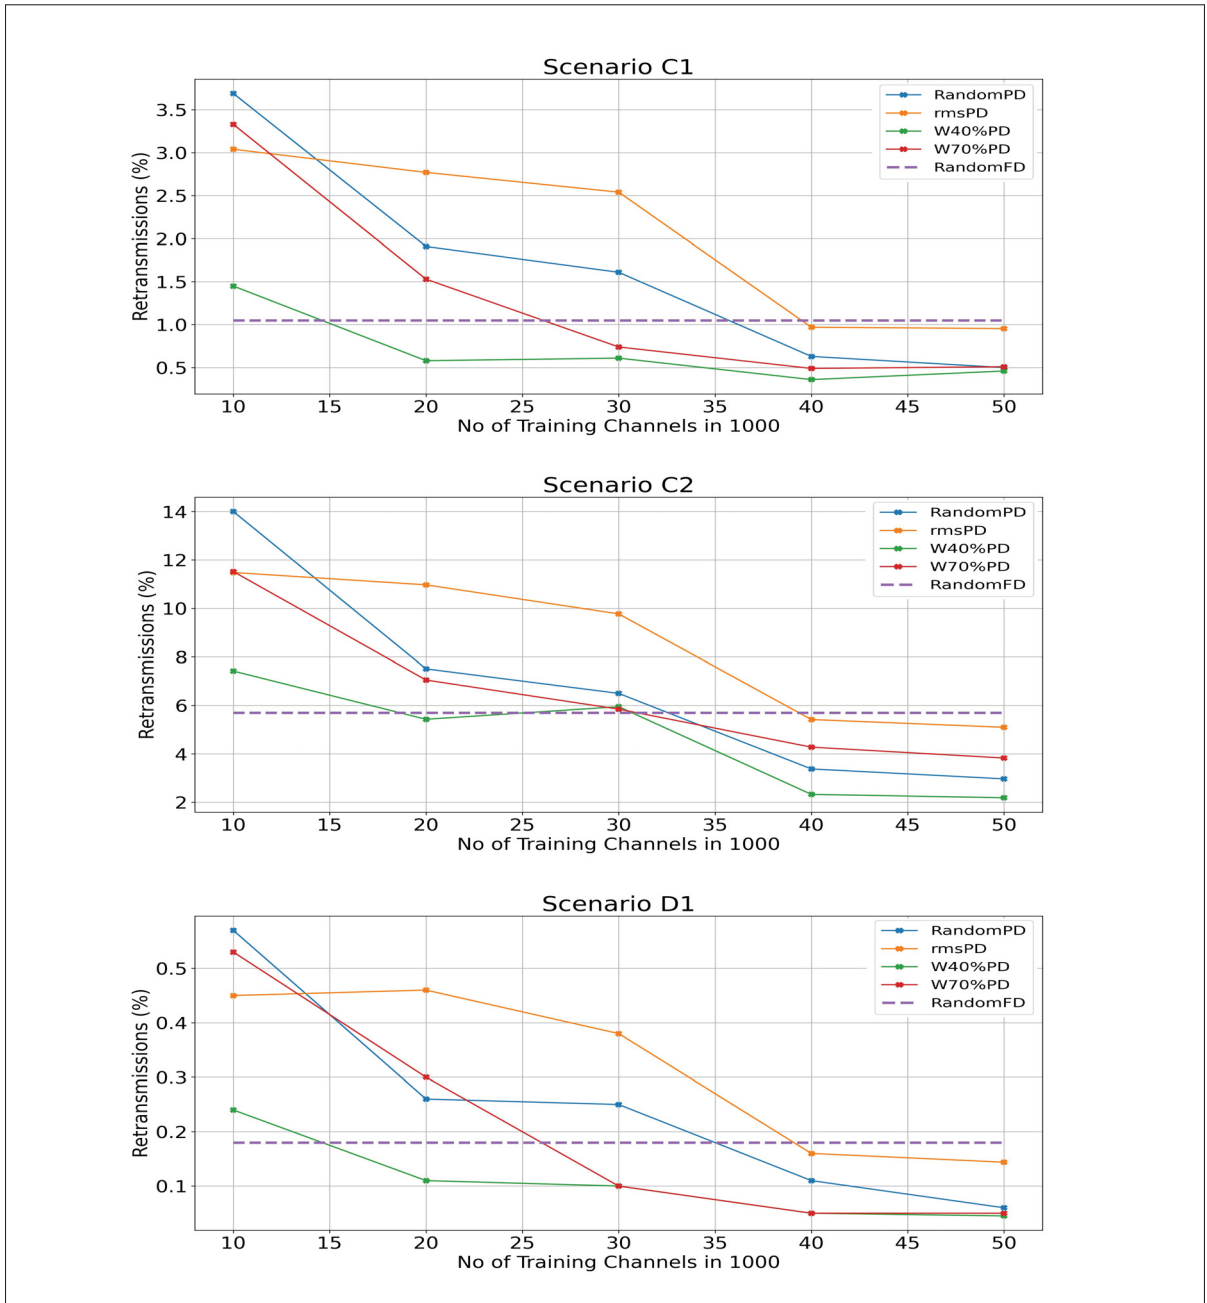 Scenario C1
Retransmissions (%)
3.5
3.0
2.5
2.0
1.5
1.0
0.5
RandomPD
rmsPD
W40%PD
W70%PD
RandomFD
10 15 20 25 30 35 40 45 50
No of Training Channels in 1000
Scenario C2
Retransmissions (%)
14
12
10
8
6
4
2
RandomPD
rmsPD
W40%PD
W70%PD
RandomFD
10 15 20 25 30 35 40 45 50
No of Training Channels in 1000
Scenario D1
Retransmissions (%)
0.5
0.4
0.3
0.2
0.1
RandomPD
rmsPD
W40%PD
W70%PD
RandomFD
10 15 20 25 30 35 40 45 50
No of Training Channels in 1000